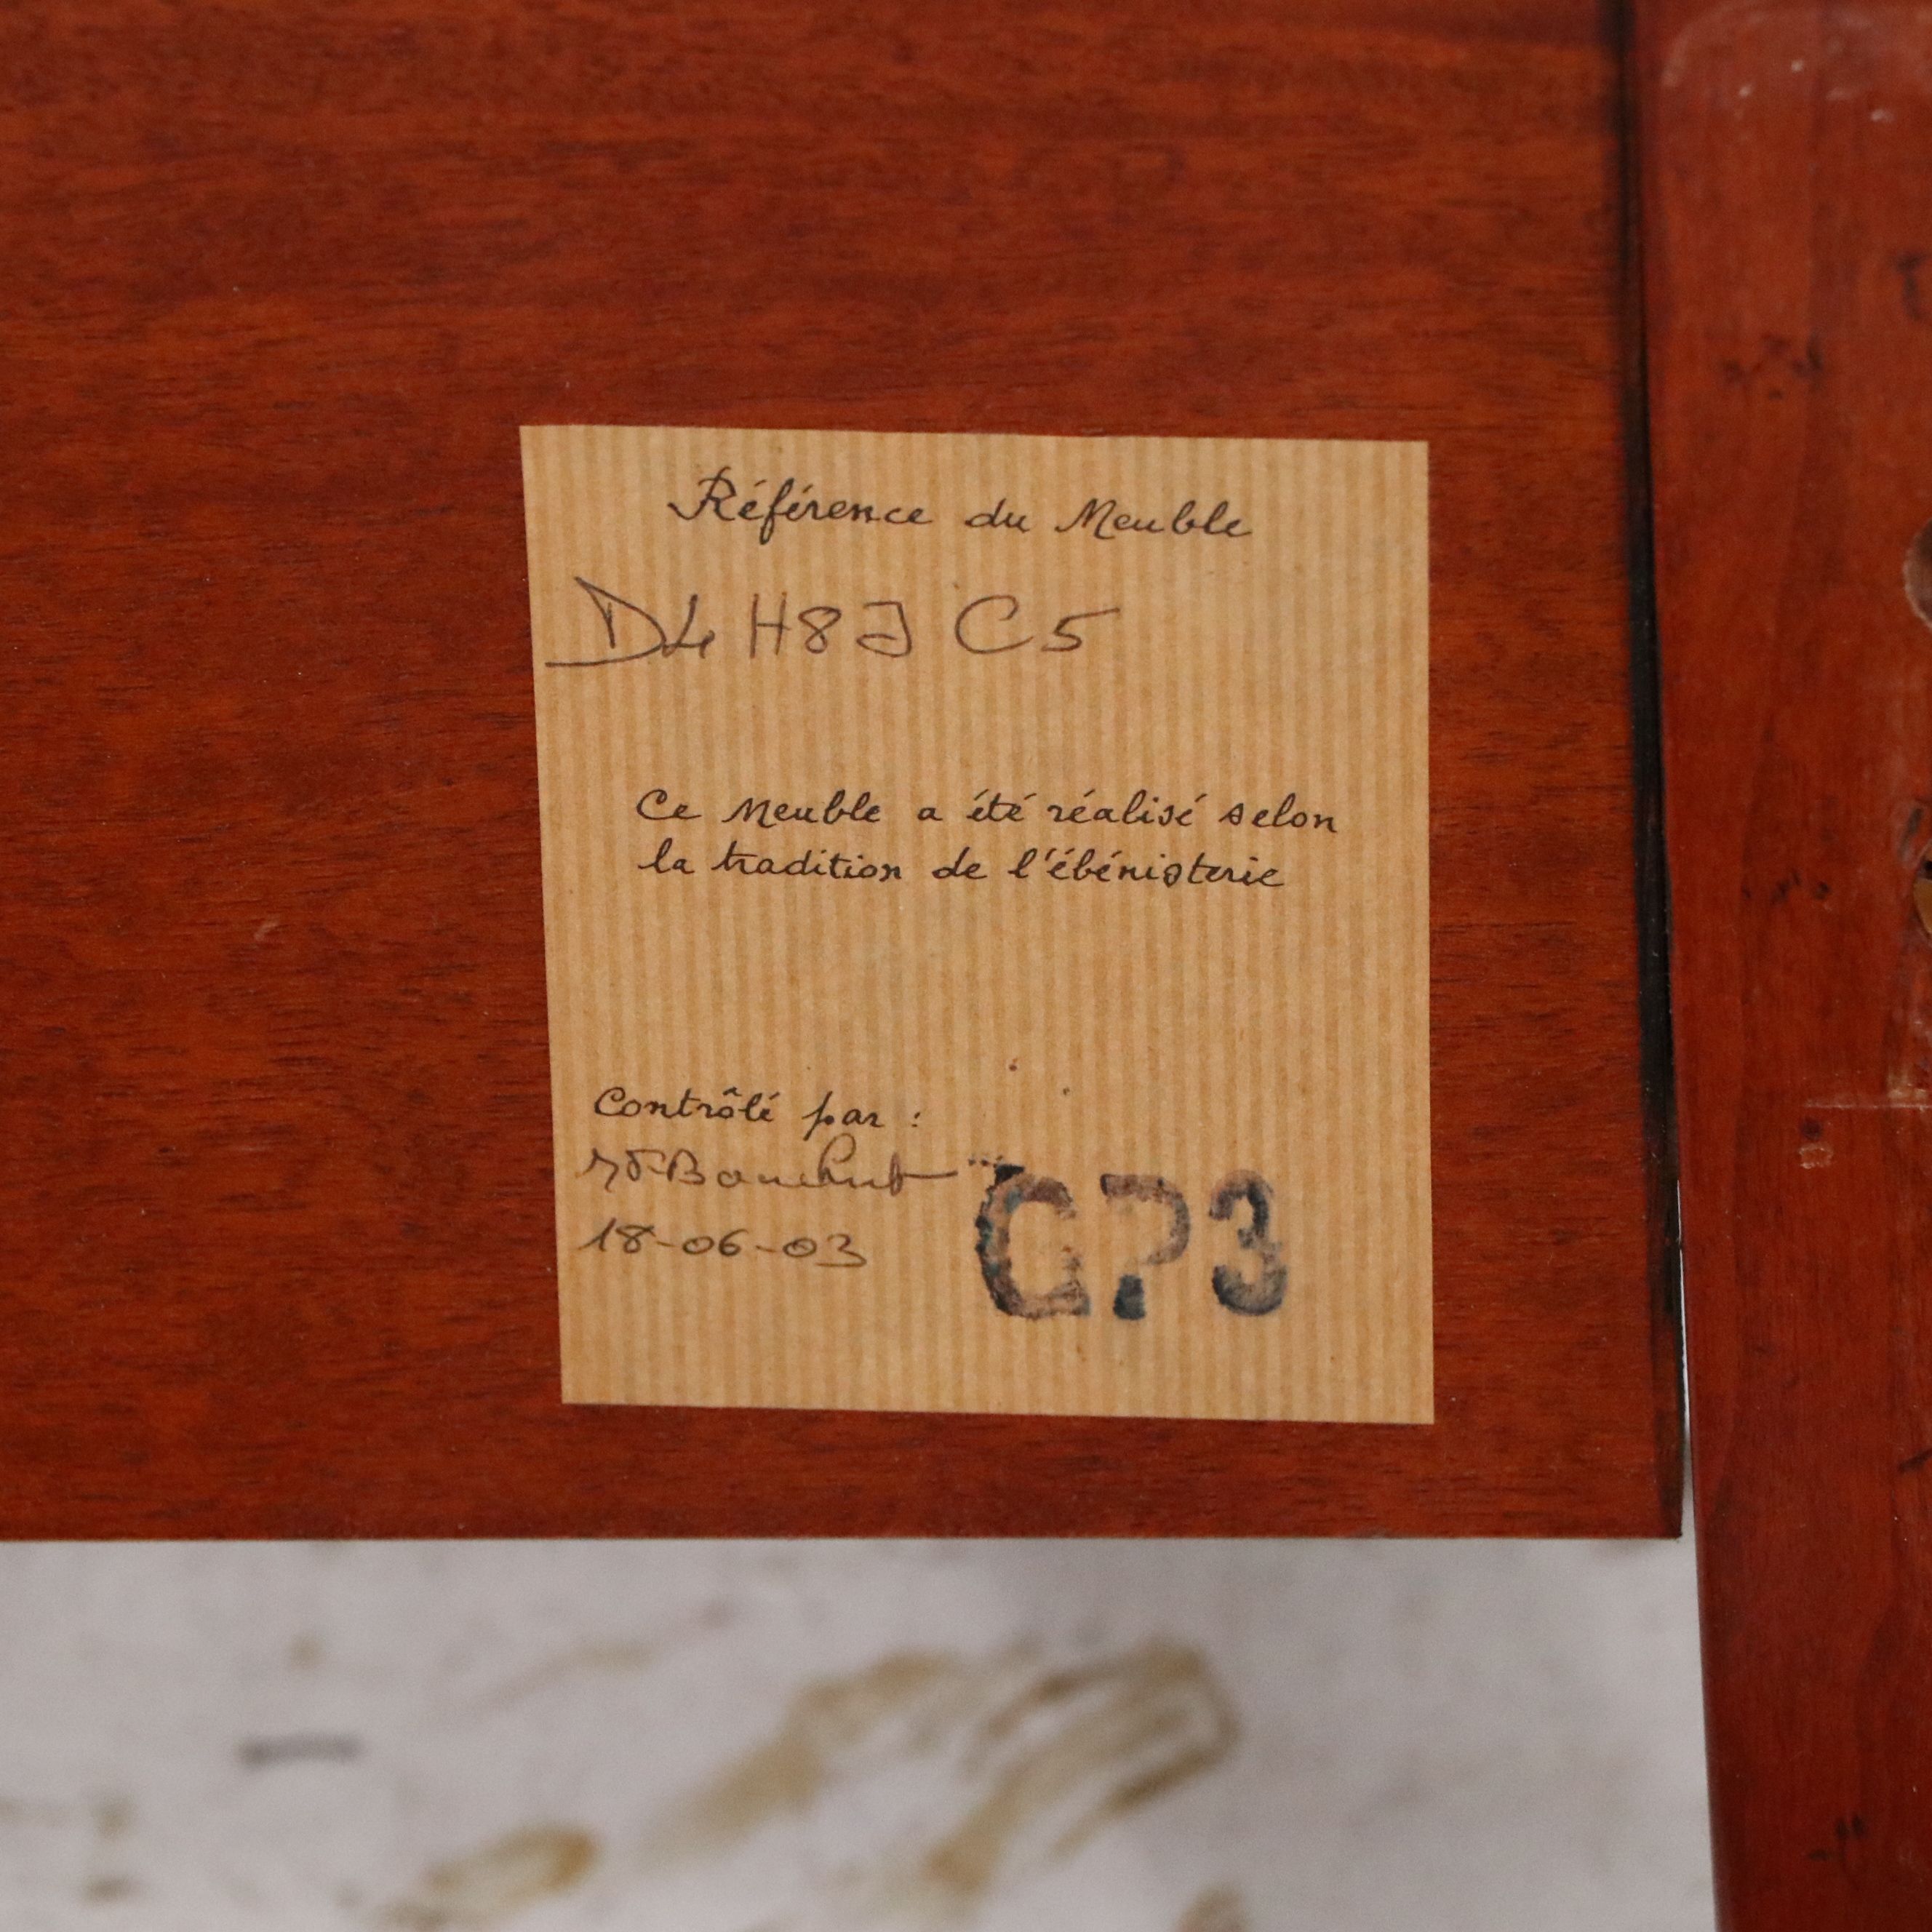 Référence du Meuble
D4 H8J C5
Ce Meuble a été réalisé selon
la tradition de l'ébénisterie
Contrôlé par :
Bouchut
18-06-03